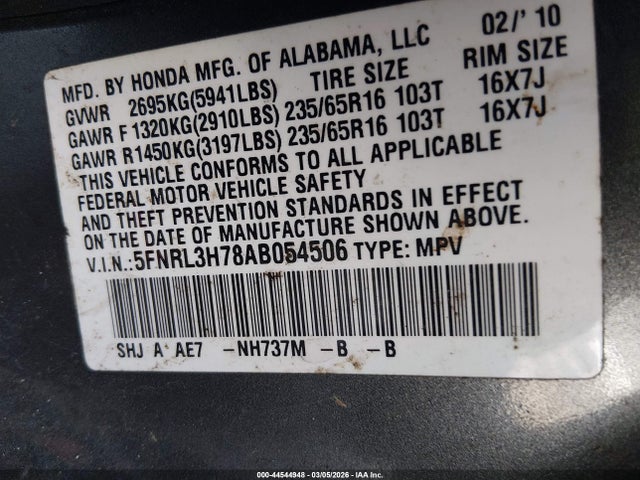 MFD. BY HONDA MFG. OF ALABAMA, LLC 02/'10
GVWR 2695KG(5941LBS) TIRE SIZE RIM SIZE
GAWR F 1320KG(2910LBS) 235/65R16 103T 16X7J
GAWR R 1450KG(3197LBS) 235/65R16 103T 16X7J
THIS VEHICLE CONFORMS TO ALL APPLICABLE
FEDERAL MOTOR VEHICLE SAFETY
AND THEFT PREVENTION STANDARDS IN EFFECT
ON THE DATE OF MANUFACTURE SHOWN ABOVE.
V.I.N.:5FNRL3H78AB054506 TYPE: MPV
SHJ A AE7 -NH737M -B -B
000-44544948 - 03/05/2026 - IAA Inc.